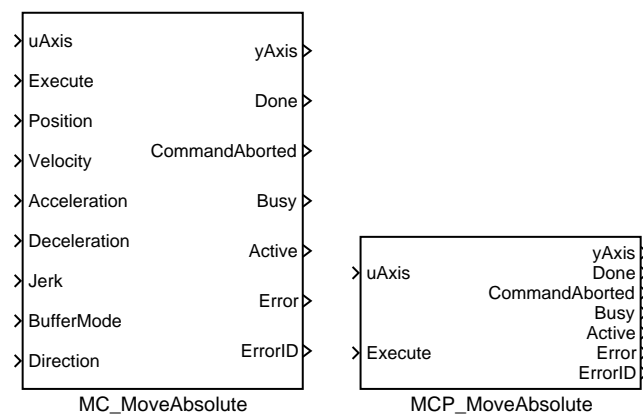 uAxis
Execute
Position
Velocity
Acceleration
Deceleration
Jerk
BufferMode
Direction
yAxis
Done
CommandAborted
Busy
Active
Error
ErrorID
MC_MoveAbsolute
uAxis
Execute
yAxis
Done
CommandAborted
Busy
Active
Error
ErrorID
MCP_MoveAbsolute